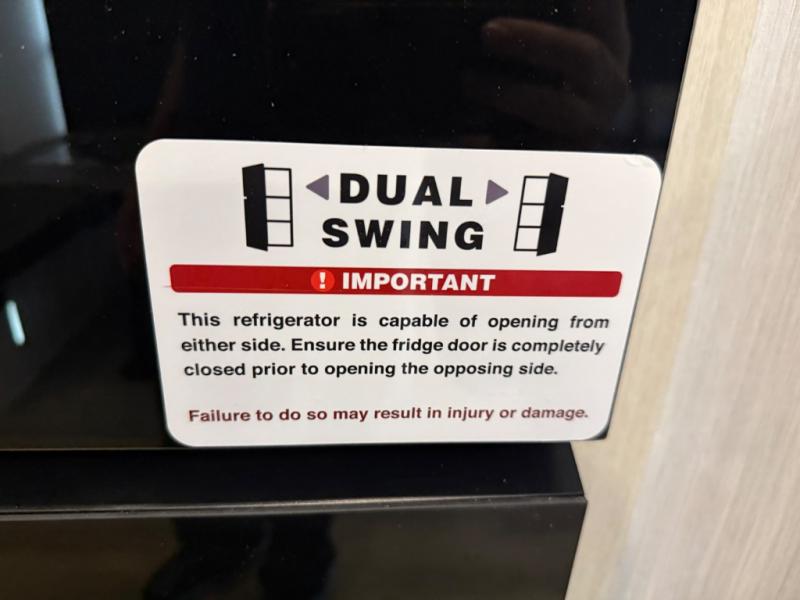 DUAL
SWING
! IMPORTANT
This refrigerator is capable of opening from
either side. Ensure the fridge door is completely
closed prior to opening the opposing side.
Failure to do so may result in injury or damage.